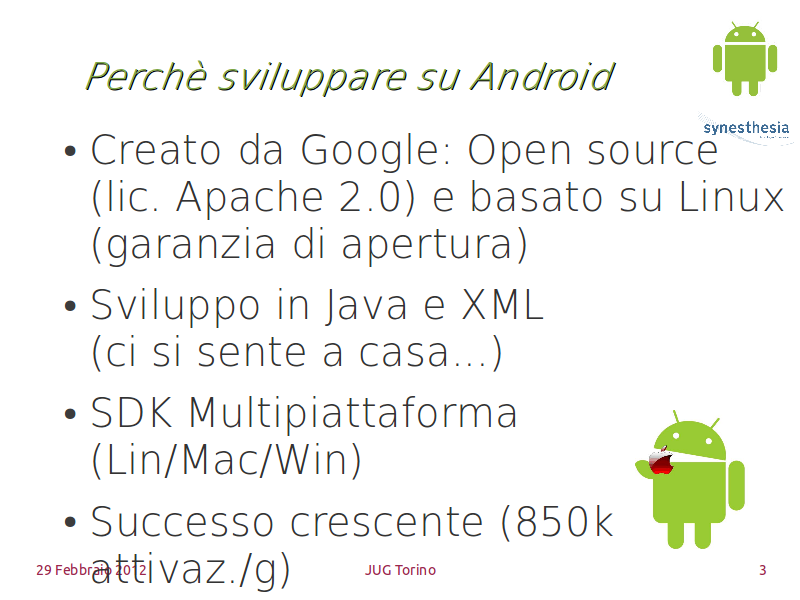 Perchè sviluppare su Android
synesthesia
• Creato da Google: Open source
(lic. Apache 2.0) e basato su Linux
(garanzia di apertura)
• Sviluppo in Java e XML
(ci si sente a casa...)
• SDK Multipiattaforma
(Lin/Mac/Win)
• Successo crescente (850k
attivaz./g)
29 Febbraio 2012
JUG Torino
3